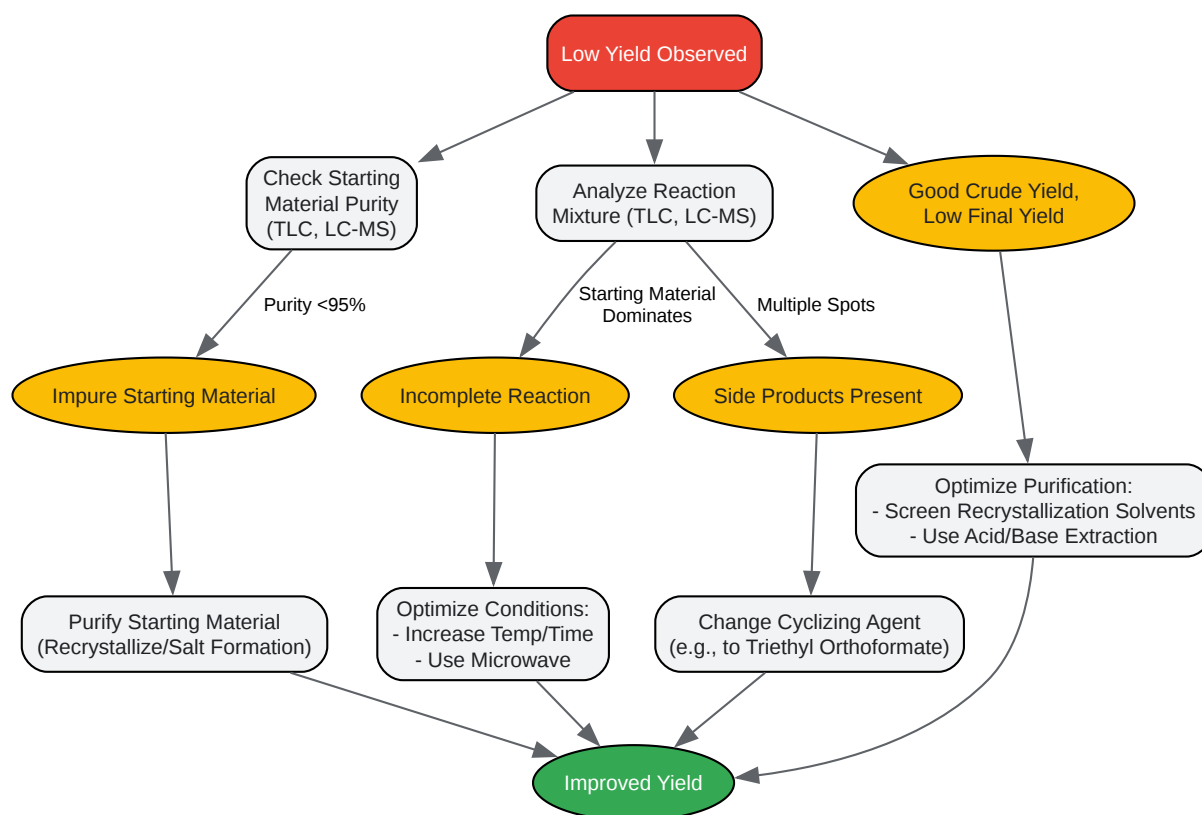 Low Yield Observed
Check Starting
Material Purity
(TLC, LC-MS)
Analyze Reaction
Mixture (TLC, LC-MS)
Good Crude Yield,
Low Final Yield
Purity <95%
Starting Material
Dominates
Multiple Spots
Impure Starting Material
Incomplete Reaction
Side Products Present
Optimize Purification:
- Screen Recrystallization Solvents
- Use Acid/Base Extraction
Purify Starting Material
(Recrystallize/Salt Formation)
Optimize Conditions:
- Increase Temp/Time
- Use Microwave
Change Cyclizing Agent
(e.g., to Triethyl Orthoformate)
Improved Yield